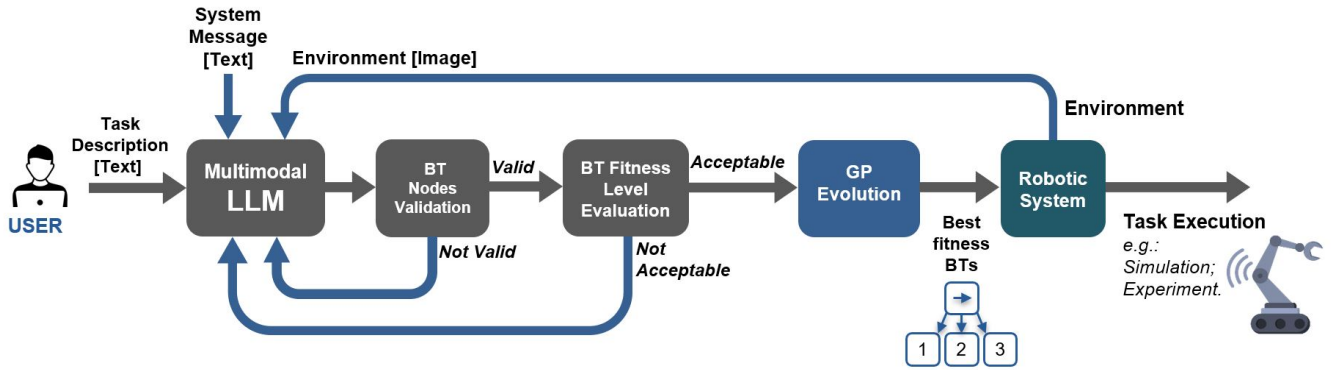 System
Message
[Text]
Environment [Image]
Environment
Task
Description
[Text]
USER
Multimodal
LLM
BT
Nodes
Validation
Valid
Not Valid
BT Fitness
Level
Evaluation
Acceptable
Not
Acceptable
GP
Evolution
Best
fitness
BTs
1 2 3
Robotic
System
Task Execution
e.g.:
Simulation;
Experiment.